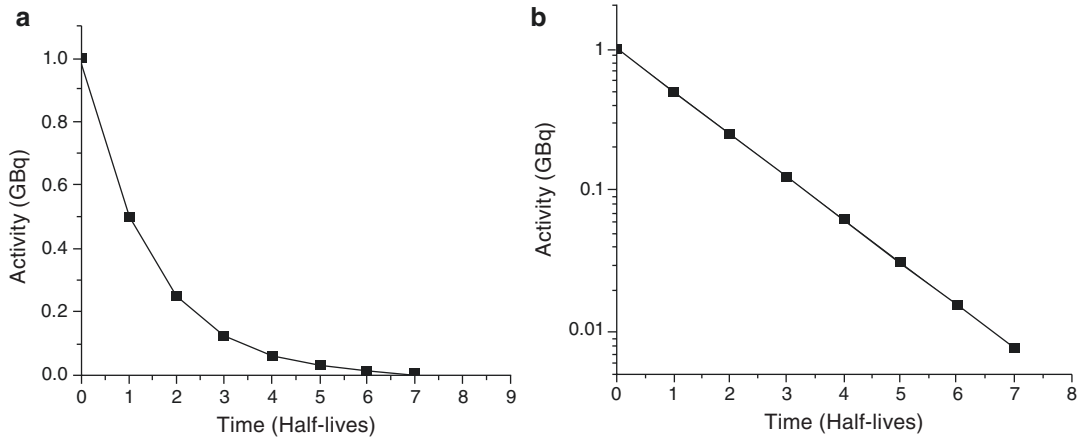 a
1.0
0.8
0.6
0.4
0.2
0.0
Activity (GBq)
0 1 2 3 4 5 6 7 8 9
Time (Half-lives)
b
1
0.1
0.01
Activity (GBq)
0 1 2 3 4 5 6 7 8
Time (Half-lives)